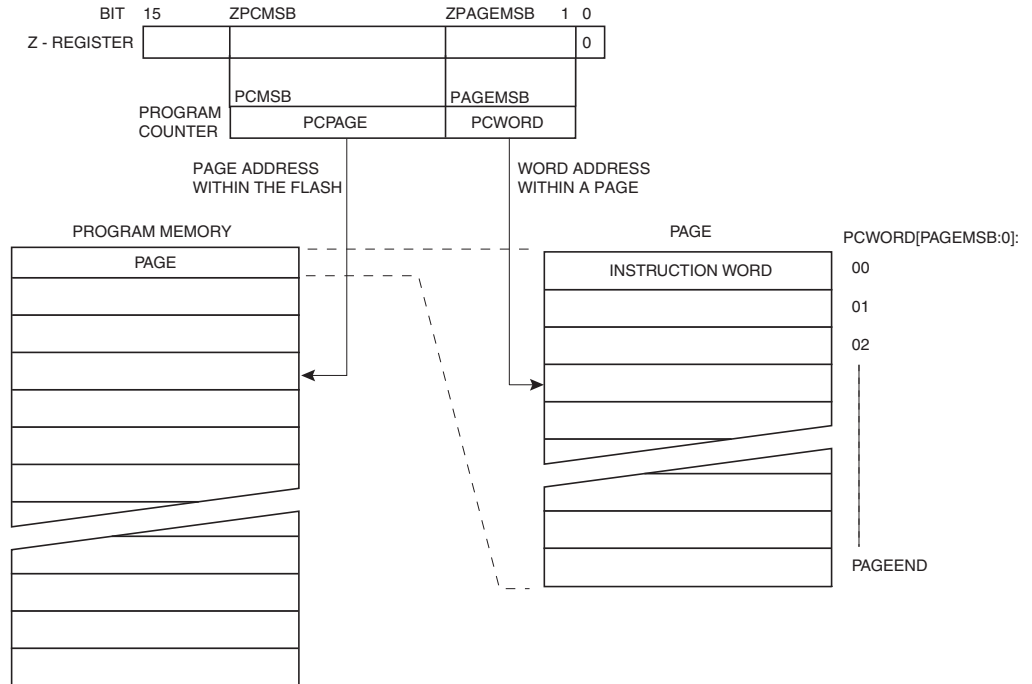 BIT 15 ZPCMSB ZPAGEMSB 1 0
Z - REGISTER 0
PCMSB PAGEMSB
PROGRAM
COUNTER
PCPAGE PCWORD
PAGE ADDRESS
WITHIN THE FLASH
WORD ADDRESS
WITHIN A PAGE
PROGRAM MEMORY
PAGE
PAGE
PCWORD[PAGEMSB:0]:
INSTRUCTION WORD 00
01
02
PAGEEND